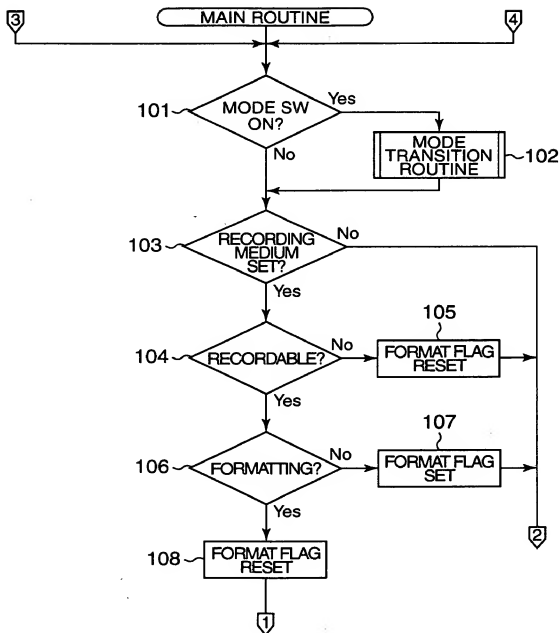 3
MAIN ROUTINE
4
101
MODE SW
ON?
Yes
No
MODE
TRANSITION
ROUTINE
102
103
RECORDING
MEDIUM
SET?
No
Yes
104
RECORDABLE?
No
105
FORMAT FLAG
RESET
Yes
106
FORMATTING?
No
107
FORMAT FLAG
SET
Yes
2
108
FORMAT FLAG
RESET
1